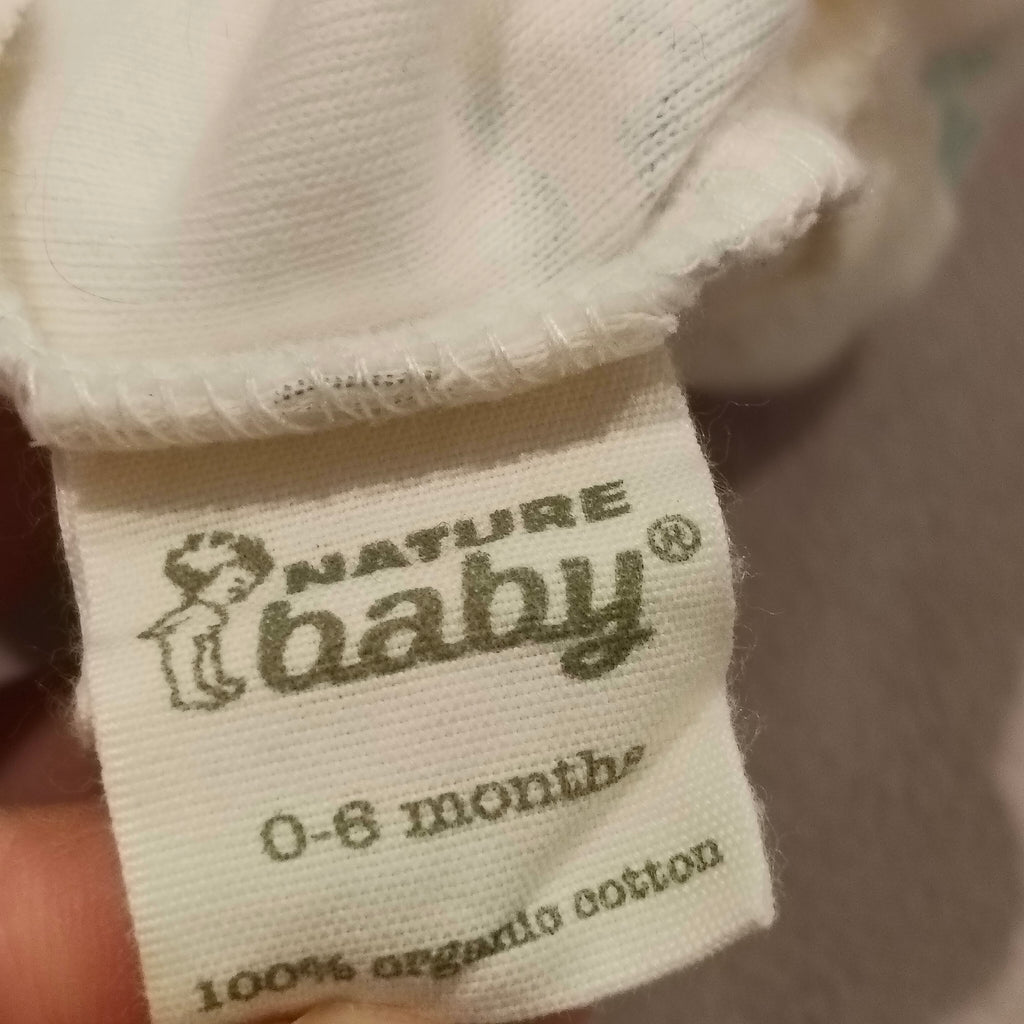 NATURE
baby®
0-6 months
100% organic cotton